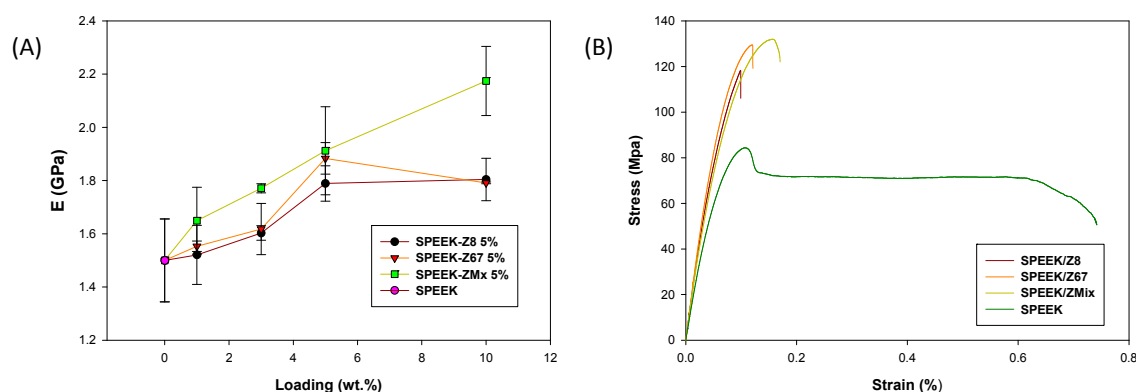 (A)
E (GPa)
2.4
2.2
2.0
1.8
1.6
1.4
1.2
0 2 4 6 8 10 12
Loading (wt.%)
SPEEK-Z8 5%
SPEEK-Z67 5%
SPEEK-ZMx 5%
SPEEK
(B)
Stress (Mpa)
140
120
100
80
60
40
20
0
0.0 0.2 0.4 0.6 0.8
Strain (%)
SPEEK/Z8
SPEEK/Z67
SPEEK/ZMix
SPEEK